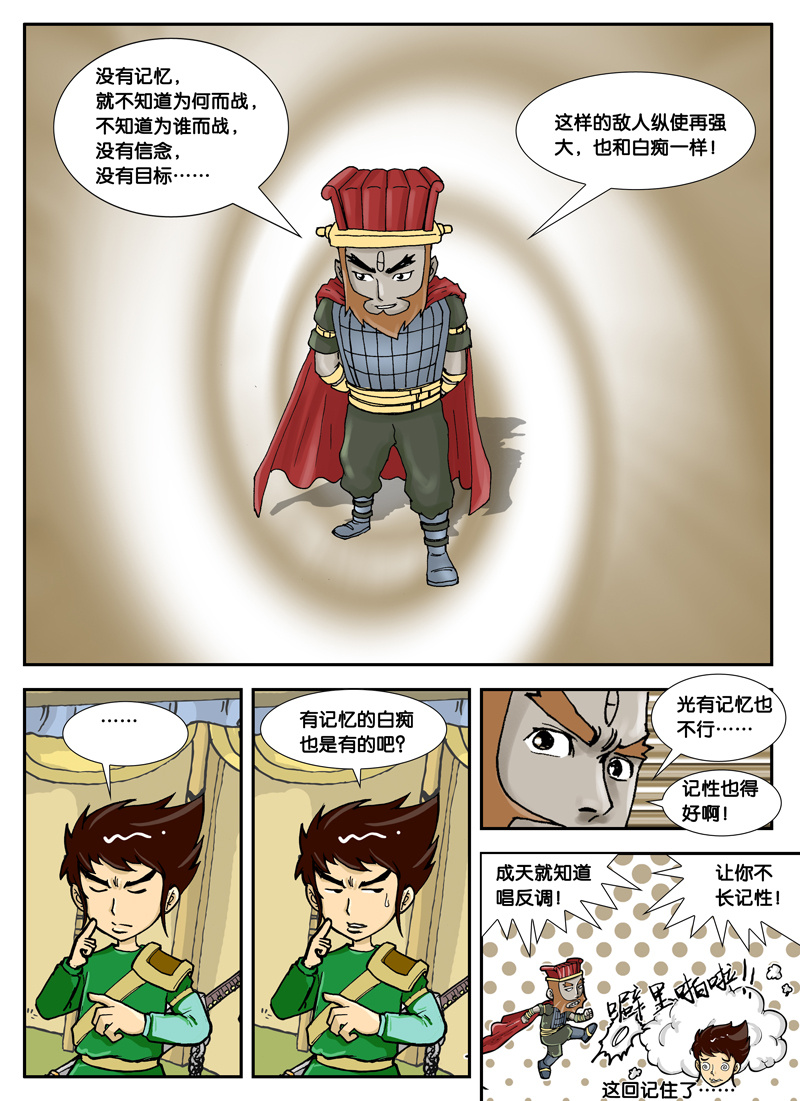 没有记忆，
就不知道为何而战，
不知道为谁而战，
没有信念，
没有目标……
这样的敌人纵使再强
大，也和白痴一样！
……
有记忆的白痴
也是有的吧？
光有记忆也
不行……
记性也得
好啊！
成天就知道
唱反调！
让你不
长记性！
噼里啪啦！！
这回记住了……